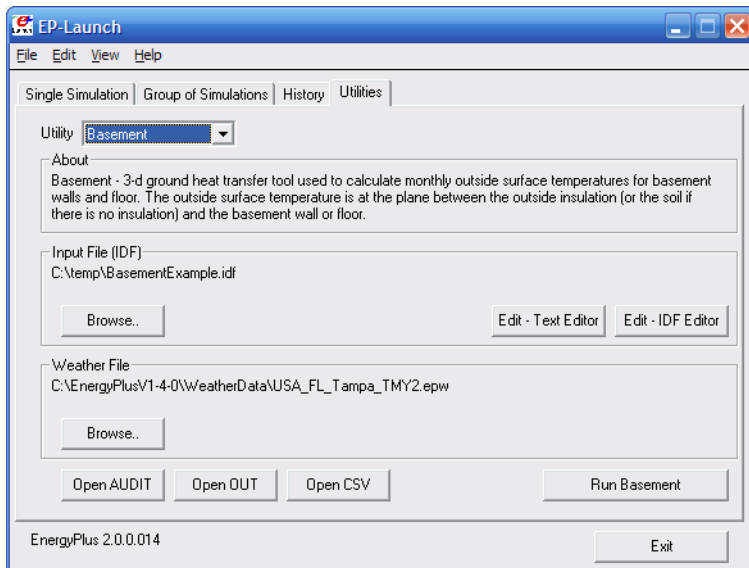 EP-Launch
File Edit View Help
Single Simulation Group of Simulations History Utilities
Utility Basement
About
Basement - 3-d ground heat transfer tool used to calculate monthly outside surface temperatures for basement
walls and floor. The outside surface temperature is at the plane between the outside insulation (or the soil if
there is no insulation) and the basement wall or floor.
Input File (IDF)
C:\temp\BasementExample.idf
Browse.. Edit - Text Editor Edit - IDF Editor
Weather File
C:\EnergyPlusV1-4-0\WeatherData\USA_FL_Tampa_TMY2.epw
Browse..
Open AUDIT Open OUT Open CSV Run Basement
EnergyPlus 2.0.0.014 Exit